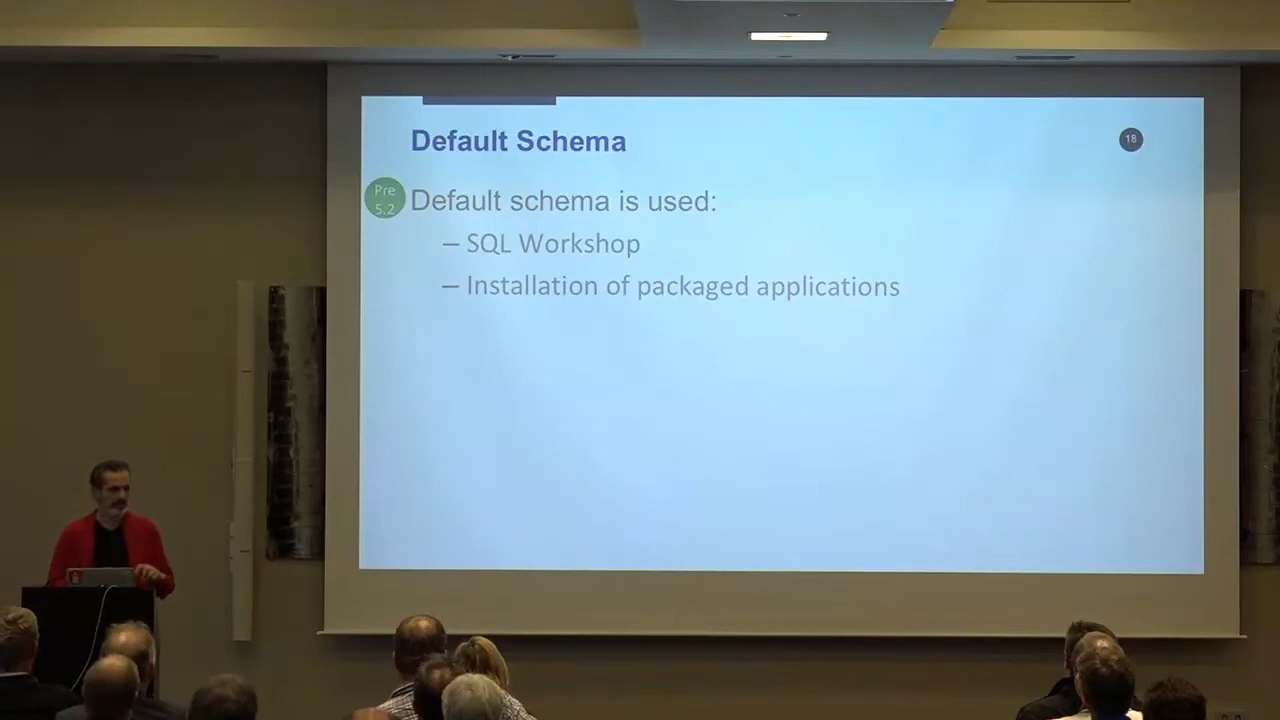 Default Schema
18
Pre
5.2
Default schema is used:
– SQL Workshop
– Installation of packaged applications